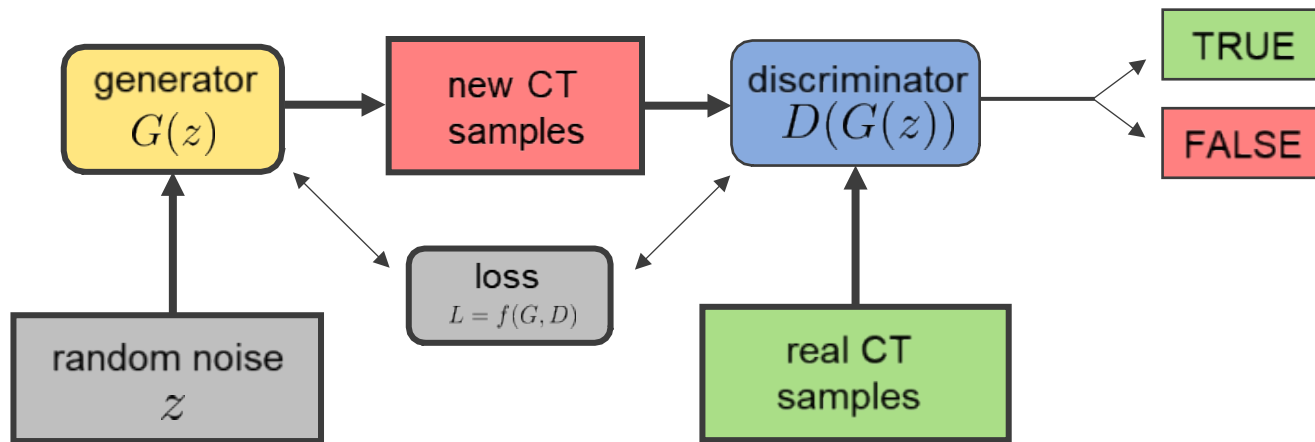 generator
G(z)
new CT
samples
discriminator
D(G(z))
TRUE
FALSE
loss
L = f(G, D)
random noise
z
real CT
samples